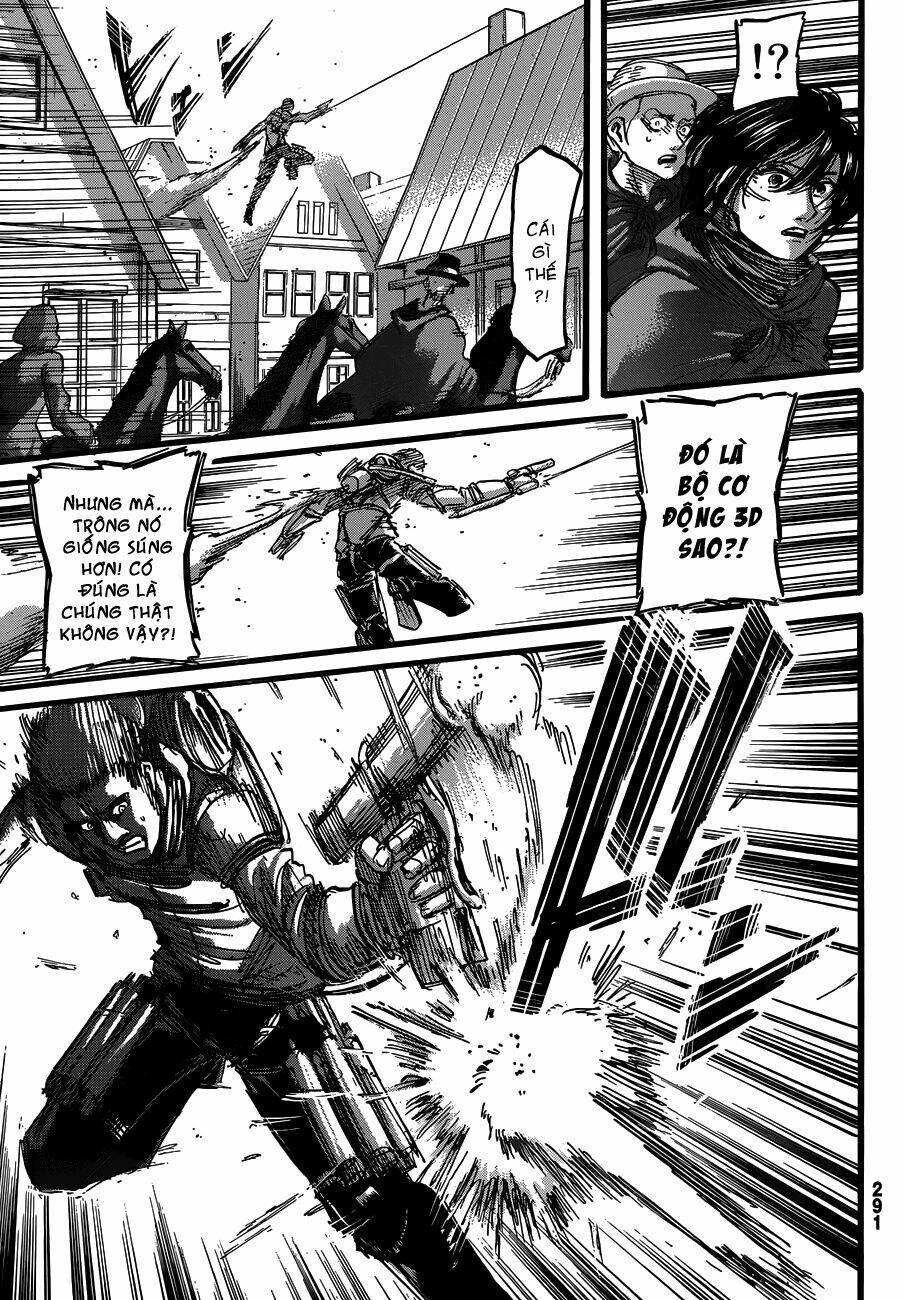 !?
CÁI
GÌ
THẾ
?!
ĐÓ LÀ
BỘ CƠ
ĐỘNG 3D
SAO?!
NHƯNG MÀ...
TRÔNG NÓ
GIỐNG SÚNG
HƠN! CÓ
ĐÚNG LÀ
CHÚNG THẬT
KHÔNG VẬY?!
291